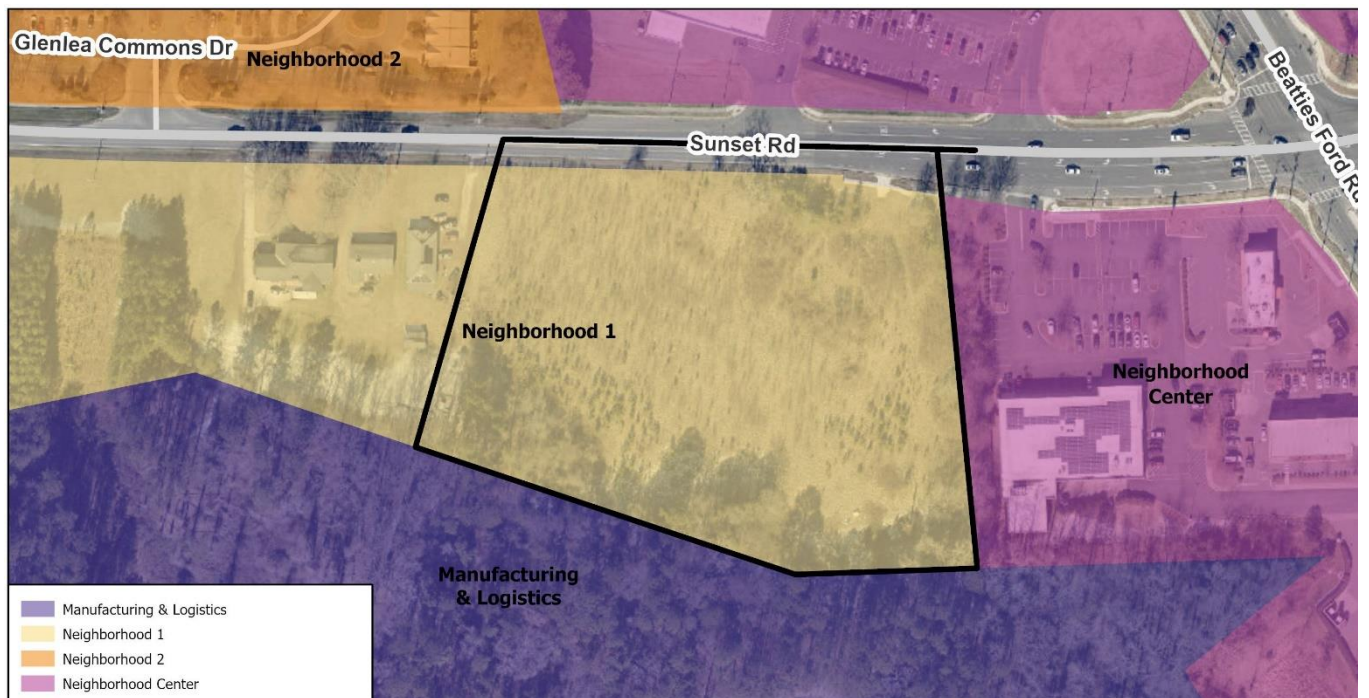 Glenlea Commons Dr
Neighborhood 2
Sunset Rd
Beatties Ford Rd
Neighborhood 1
Neighborhood
Center
Manufacturing
& Logistics
Manufacturing & Logistics
Neighborhood 1
Neighborhood 2
Neighborhood Center